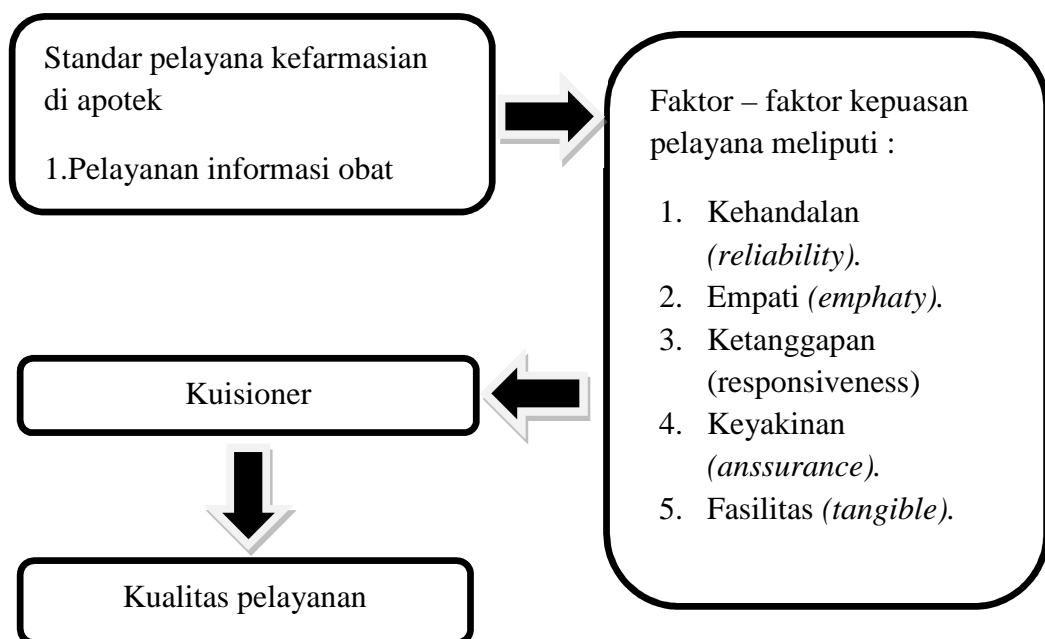 Standar pelayana kefarmasian
di apotek
1.Pelayanan informasi obat
Faktor – faktor kepuasan
pelayana meliputi :
1. Kehandalan
(reliability).
2. Empati (emphaty).
3. Ketanggapan
(responsiveness)
4. Keyakinan
(anssurance).
5. Fasilitas (tangible).
Kuisioner
Kualitas pelayanan